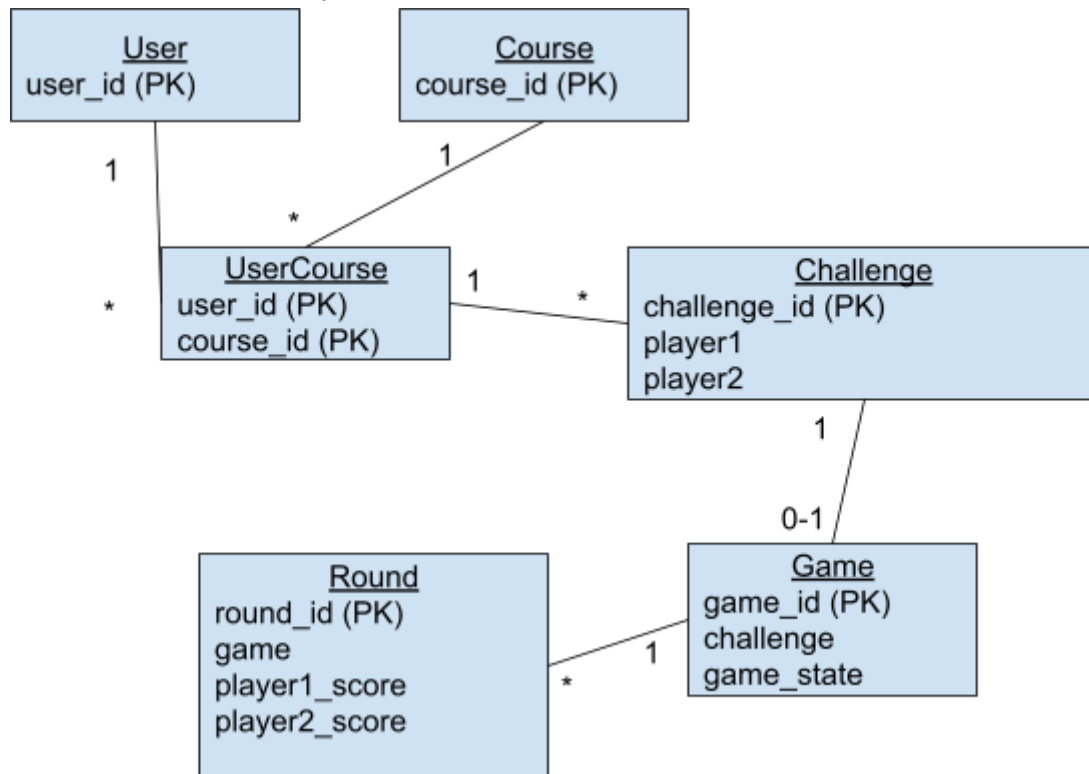 User
user_id (PK)
Course
course_id (PK)
1
1
*
*
UserCourse
user_id (PK)
course_id (PK)
1
*
Challenge
challenge_id (PK)
player1
player2
1
0-1
Round
round_id (PK)
game
player1_score
player2_score
*
1
Game
game_id (PK)
challenge
game_state